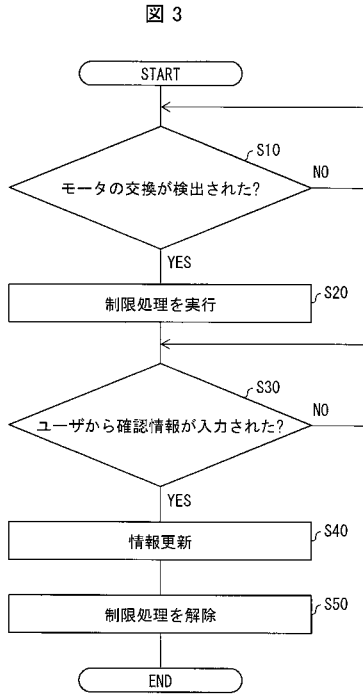 図 3
START
S10
モータの交換が検出された?
NO
YES
S20
制限処理を実行
S30
ユーザから確認情報が入力された?
NO
YES
S40
情報更新
S50
制限処理を解除
END